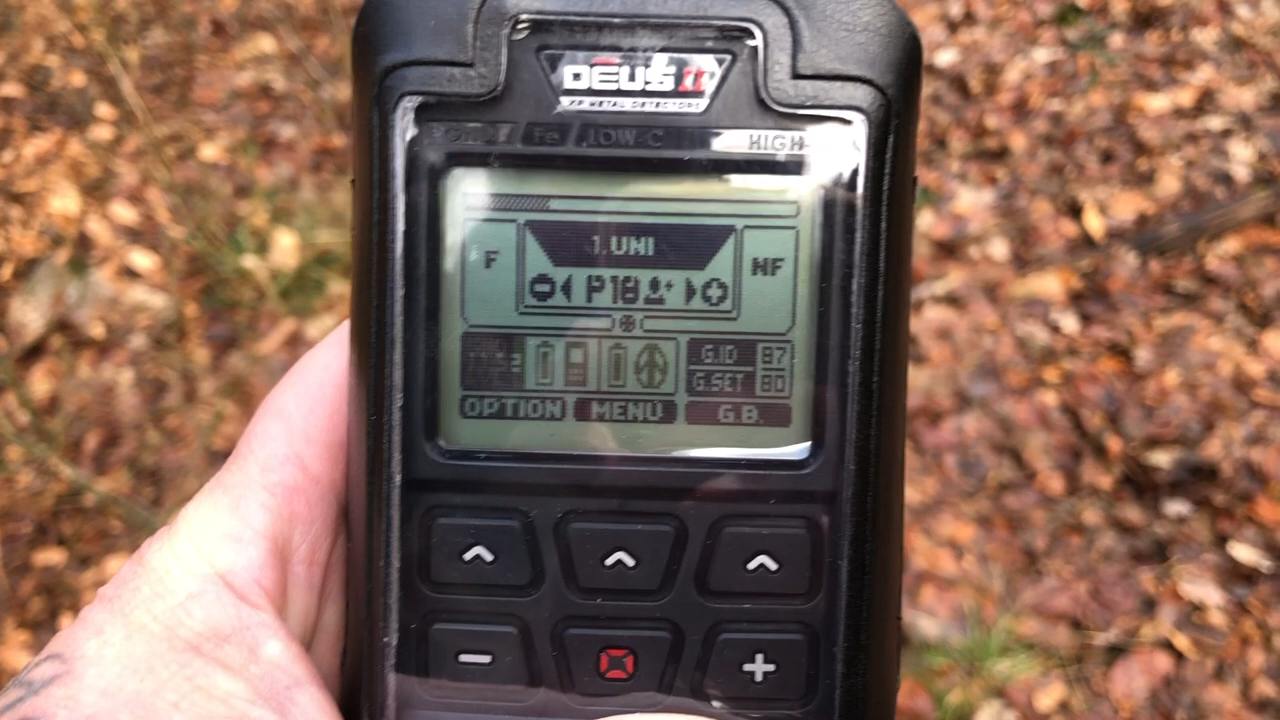 DEUS II
XP METAL DETECTORS
Fe LOW-C HIGH
F 1.UNI NF
P18
G.ID 87
G.SET 80
OPTION MENU G.B.